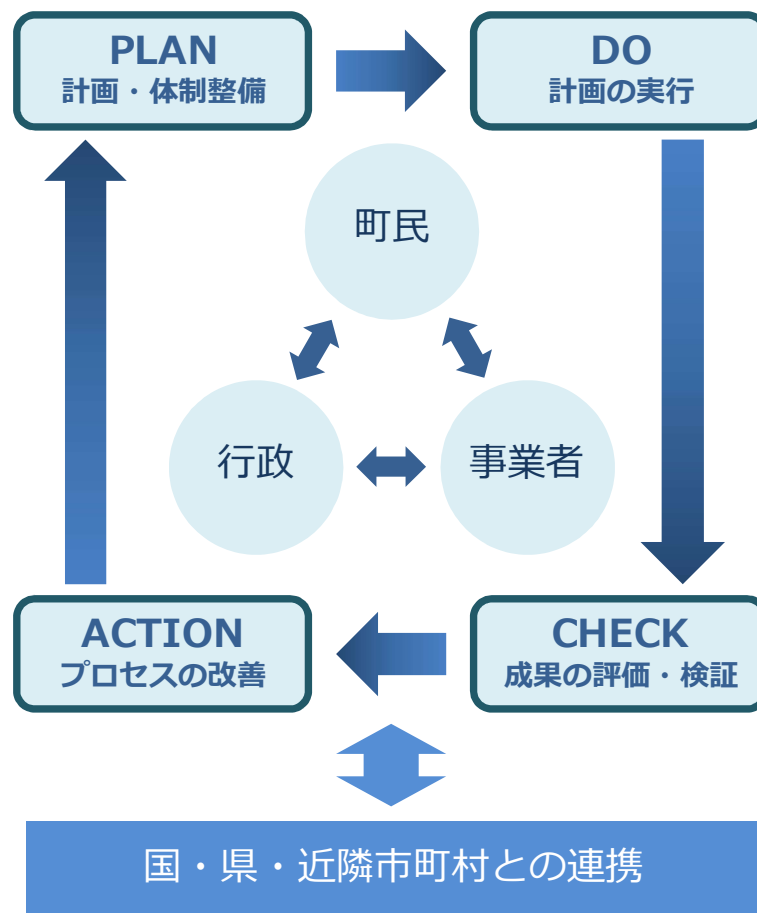 PLAN
計画・体制整備
DO
計画の実行
町民
行政
事業者
ACTION
プロセスの改善
CHECK
成果の評価・検証
国・県・近隣市町村との連携